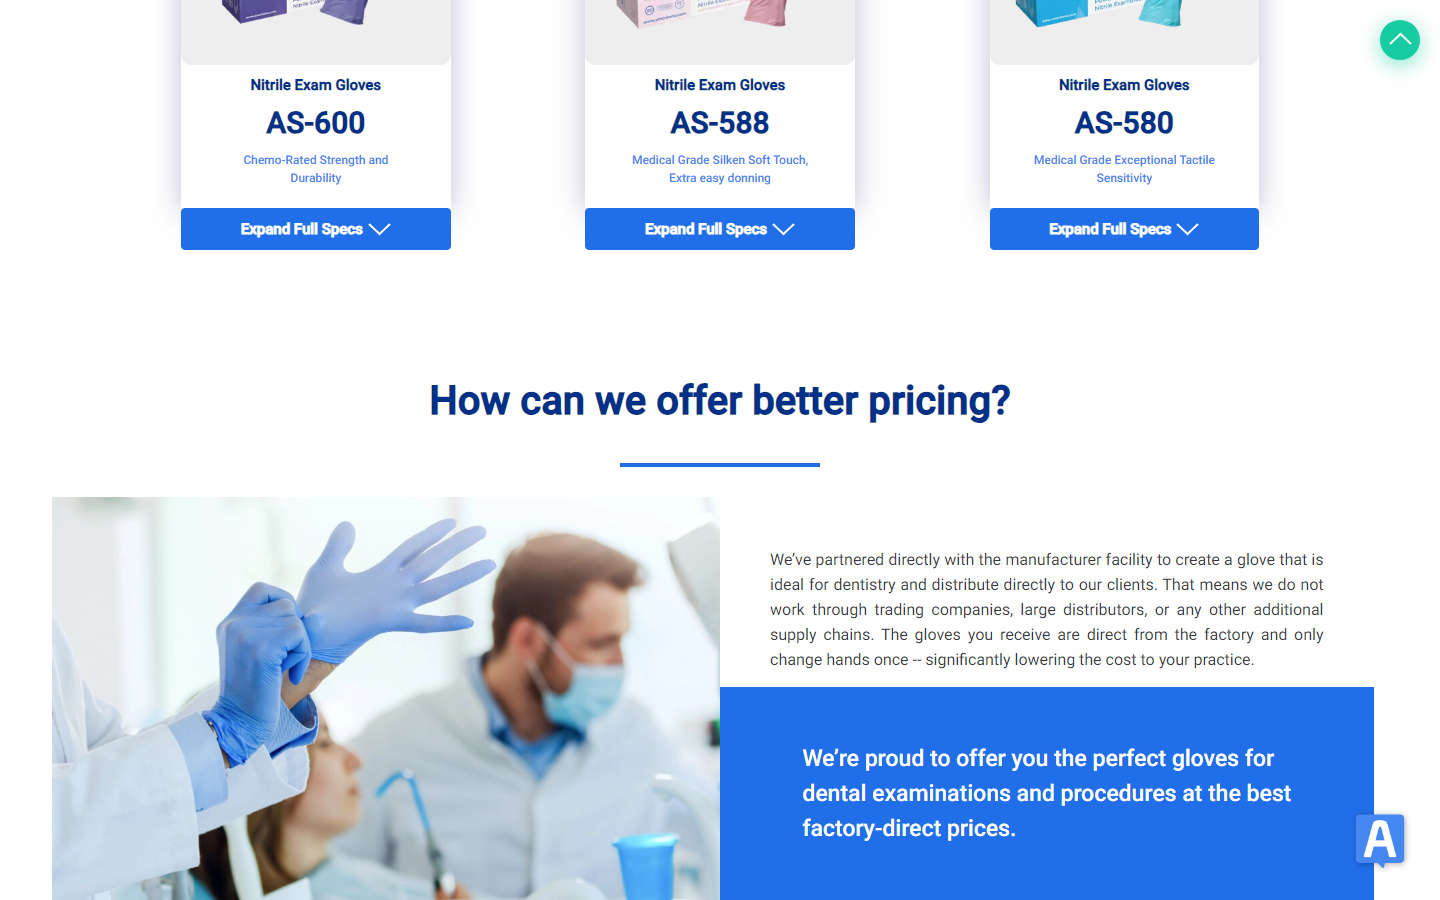 Nitrile Exam Gloves
AS-600
Chemo-Rated Strength and
Durability
Expand Full Specs
Nitrile Exam Gloves
AS-588
Medical Grade Silken Soft Touch,
Extra easy donning
Expand Full Specs
Nitrile Exam Gloves
AS-580
Medical Grade Exceptional Tactile
Sensitivity
Expand Full Specs
How can we offer better pricing?
We’ve partnered directly with the manufacturer facility to create a glove that is
ideal for dentistry and distribute directly to our clients. That means we do not
work through trading companies, large distributors, or any other additional
supply chains. The gloves you receive are direct from the factory and only
change hands once -- significantly lowering the cost to your practice.
We’re proud to offer you the perfect gloves for
dental examinations and procedures at the best
factory-direct prices.
A